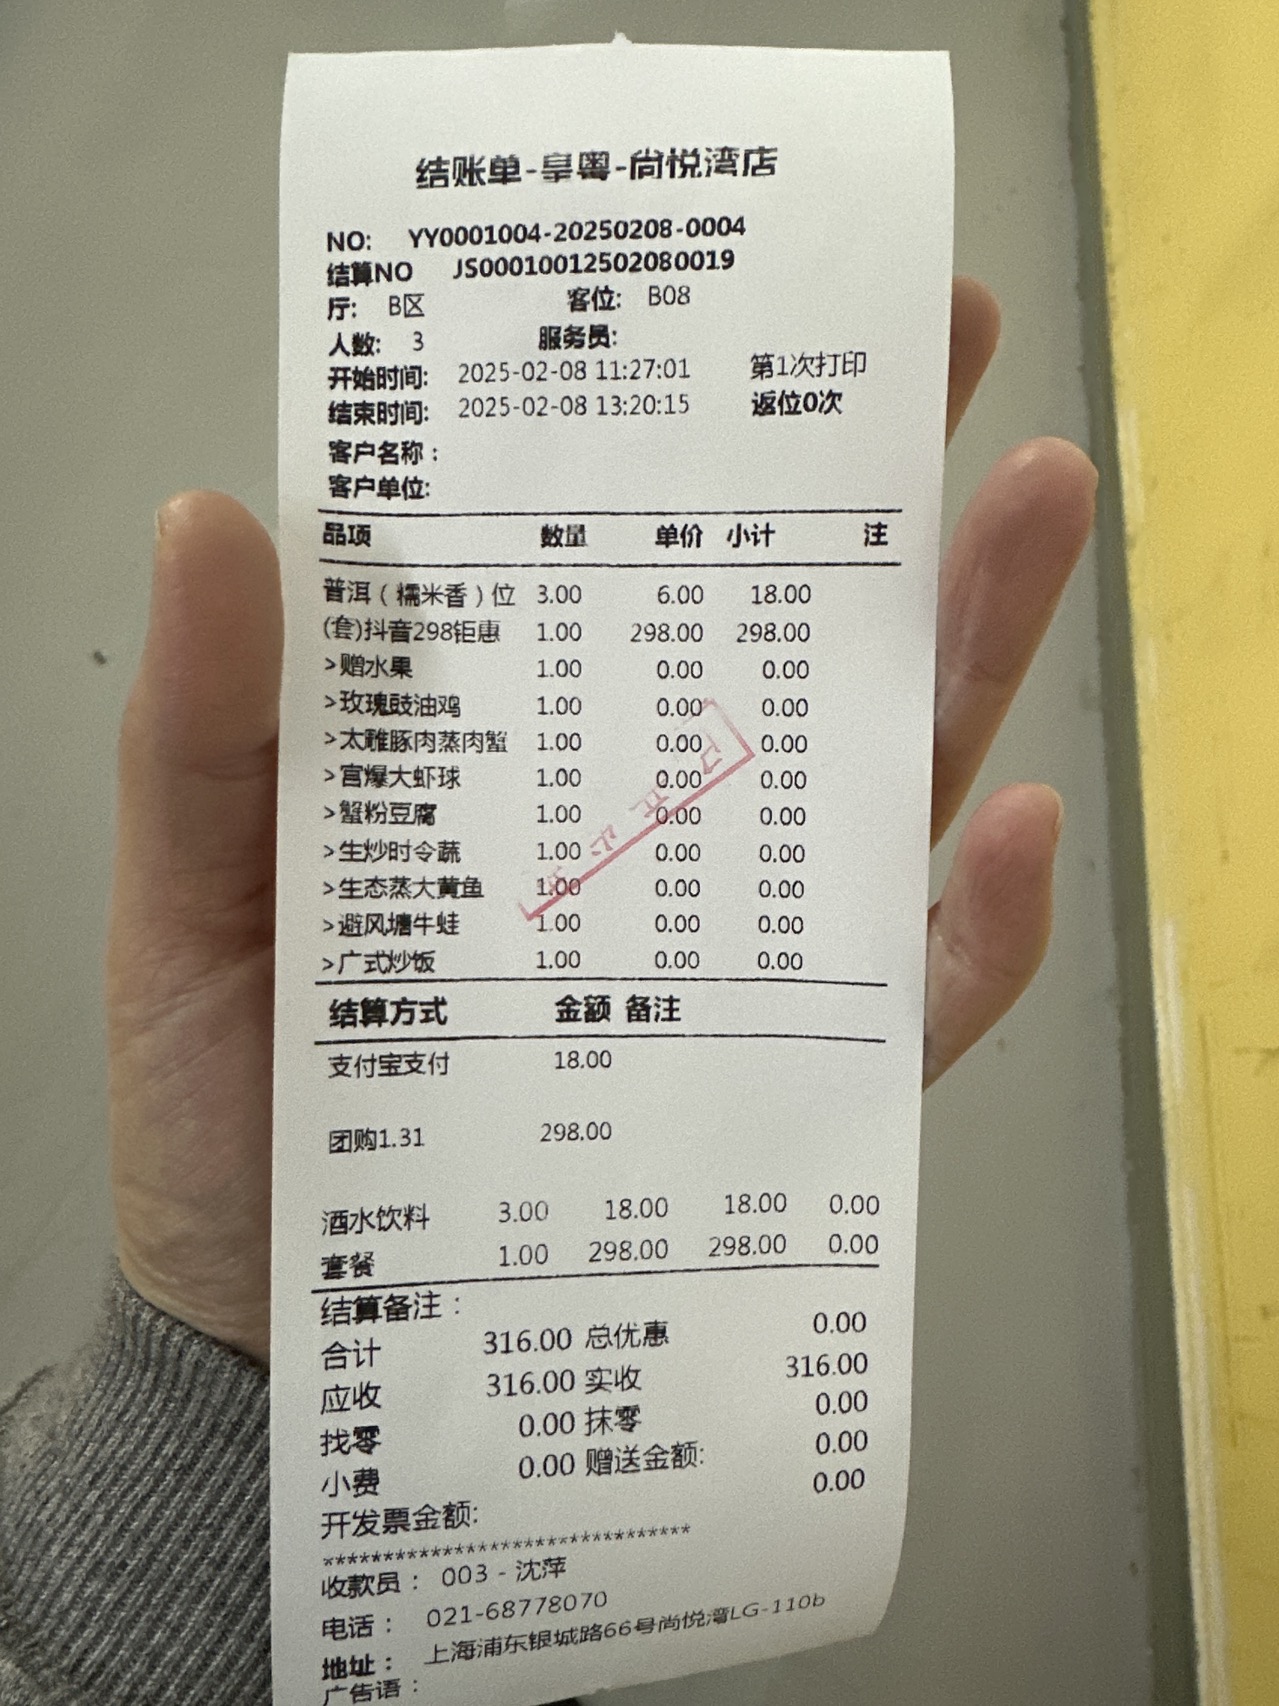 结账单-皇粤-尚悦湾店
NO: YY0001004-20250208-0004
结算NO JS00010012502080019
厅: B区 客位: B08
人数: 3 服务员:
开始时间: 2025-02-08 11:27:01 第1次打印
结束时间: 2025-02-08 13:20:15 返位0次
客户名称：
客户单位:
品项 数量 单价 小计 注
普洱（糯米香）位 3.00 6.00 18.00
(套)抖音298钜惠 1.00 298.00 298.00
>赠水果 1.00 0.00 0.00
>玫瑰豉油鸡 1.00 0.00 0.00
>太雕豚肉蒸肉蟹 1.00 0.00 0.00
>宫爆大虾球 1.00 0.00 0.00
>蟹粉豆腐 1.00 0.00 0.00
>生炒时令蔬 1.00 0.00 0.00
>生态蒸大黄鱼 1.00 0.00 0.00
>避风塘牛蛙 1.00 0.00 0.00
>广式炒饭 1.00 0.00 0.00
结算方式 金额 备注
支付宝支付 18.00
团购1.31 298.00
酒水饮料 3.00 18.00 18.00 0.00
套餐 1.00 298.00 298.00 0.00
结算备注：
合计 316.00 总优惠 0.00
应收 316.00 实收 316.00
找零 0.00 抹零 0.00
小费 0.00 赠送金额: 0.00
开发票金额: 0.00
*******************************
收款员： 003 - 沈萍
电话： 021-68778070
地址： 上海浦东银城路66号尚悦湾LG-110b
广告语：